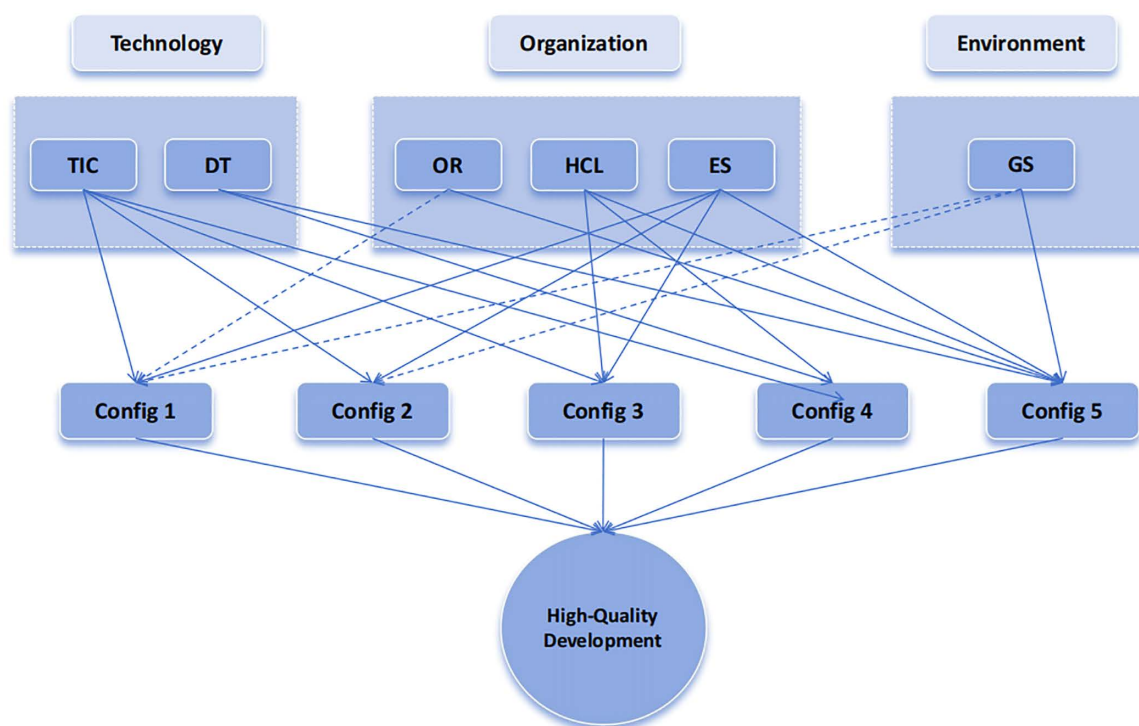 Technology
Organization
Environment
TIC
DT
OR
HCL
ES
GS
Config 1
Config 2
Config 3
Config 4
Config 5
High-Quality
Development